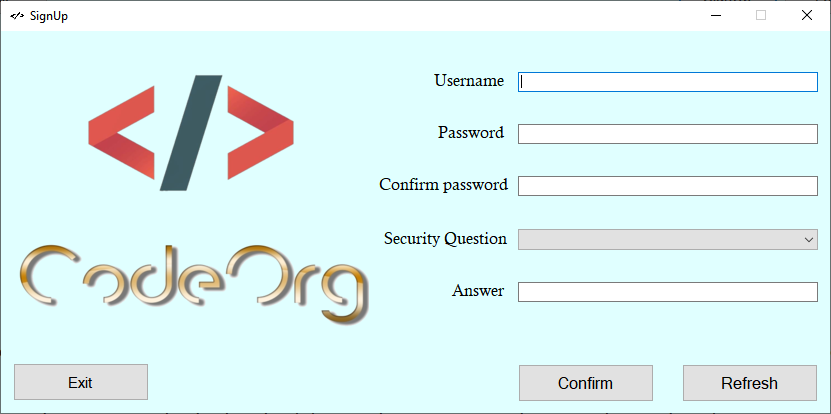 </> SignUp
</>
CodeOrg
Username
Password
Confirm password
Security Question
Answer
Exit
Confirm
Refresh